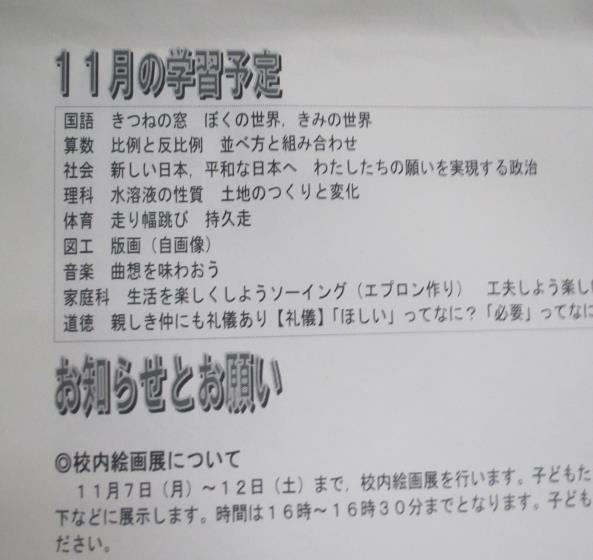 11月の学習予定
国語　きつねの窓　ぼくの世界，きみの世界
算数　比例と反比例　並べ方と組み合わせ
社会　新しい日本，平和な日本へ　わたしたちの願いを実現する政治
理科　水溶液の性質　土地のつくりと変化
体育　走り幅跳び　持久走
図工　版画（自画像）
音楽　曲想を味わおう
家庭科　生活を楽しくしようソーイング（エプロン作り）　工夫しよう楽し
道徳　親しき仲にも礼儀あり【礼儀】「ほしい」ってなに？「必要」ってなに
お知らせとお願い
◎校内絵画展について
　11月7日（月）～12日（土）まで，校内絵画展を行います。子どもた
下などに展示します。時間は16時～16時30分までとなります。子ども
ださい。